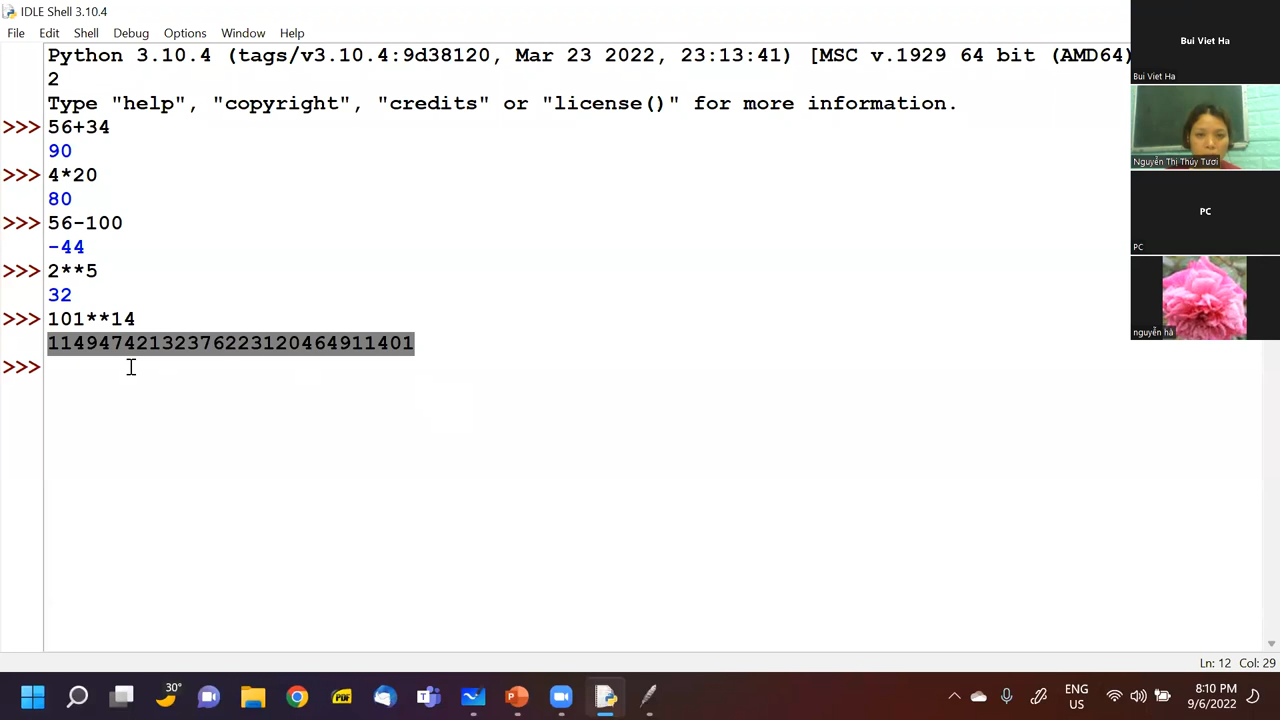 IDLE Shell 3.10.4
File Edit Shell Debug Options Window Help
Python 3.10.4 (tags/v3.10.4:9d38120, Mar 23 2022, 23:13:41) [MSC v.1929 64 bit (AMD64)
2
Type "help", "copyright", "credits" or "license()" for more information.
>>> 56+34
90
>>> 4*20
80
>>> 56-100
-44
>>> 2**5
32
>>> 101**14
11494742132376223120464911401
>>>
Bui Viet Ha
Bui Viet Ha
Nguyễn Thị Thúy Tươi
PC
PC
nguyễn hà
Ln: 12 Col: 29
30°
PDF
ENG
US
8:10 PM
9/6/2022